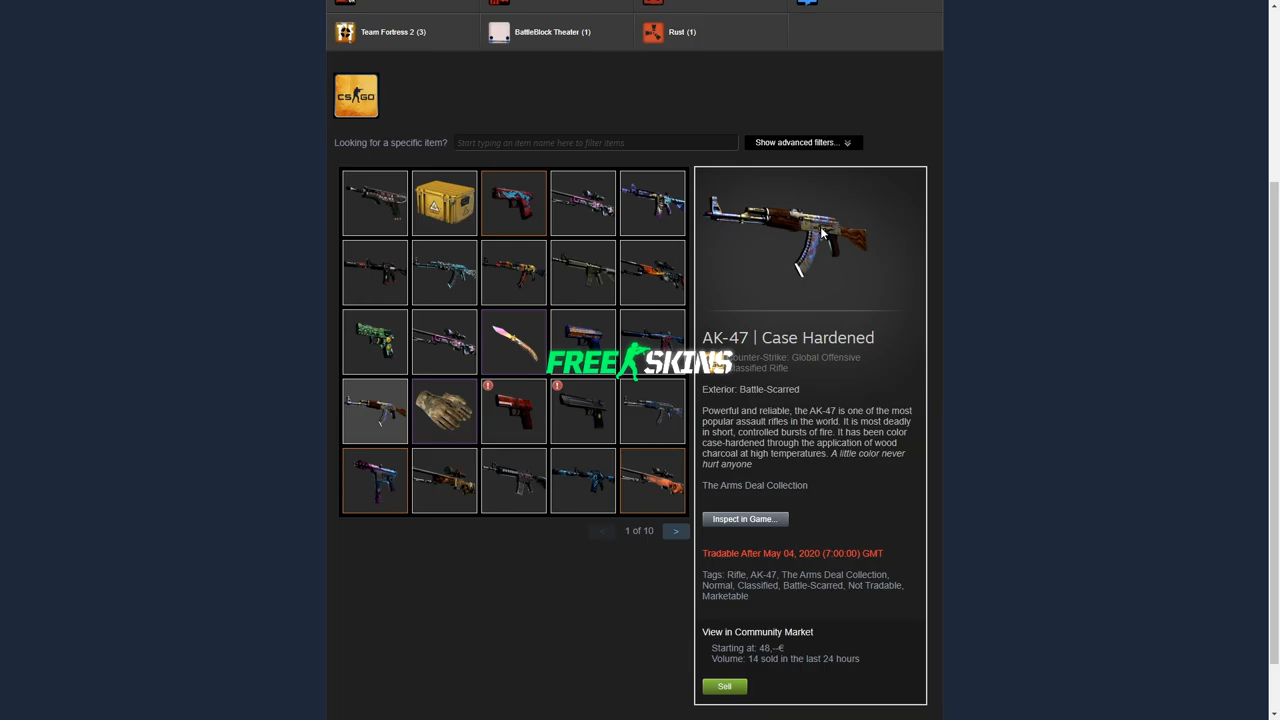 Team Fortress 2 (3)
BattleBlock Theater (1)
Rust (1)
CS GO
Looking for a specific item?
Start typing an item name here to filter items
Show advanced filters...
FREE SKINS
AK-47 | Case Hardened
ounter-Strike: Global Offensive
lassified Rifle
Exterior: Battle-Scarred
Powerful and reliable, the AK-47 is one of the most
popular assault rifles in the world. It is most deadly
in short, controlled bursts of fire. It has been color
case-hardened through the application of wood
charcoal at high temperatures. A little color never
hurt anyone
The Arms Deal Collection
Inspect in Game...
Tradable After May 04, 2020 (7:00:00) GMT
Tags: Rifle, AK-47, The Arms Deal Collection,
Normal, Classified, Battle-Scarred, Not Tradable,
Marketable
View in Community Market
Starting at: 48,--€
Volume: 14 sold in the last 24 hours
Sell
< 1 of 10 >